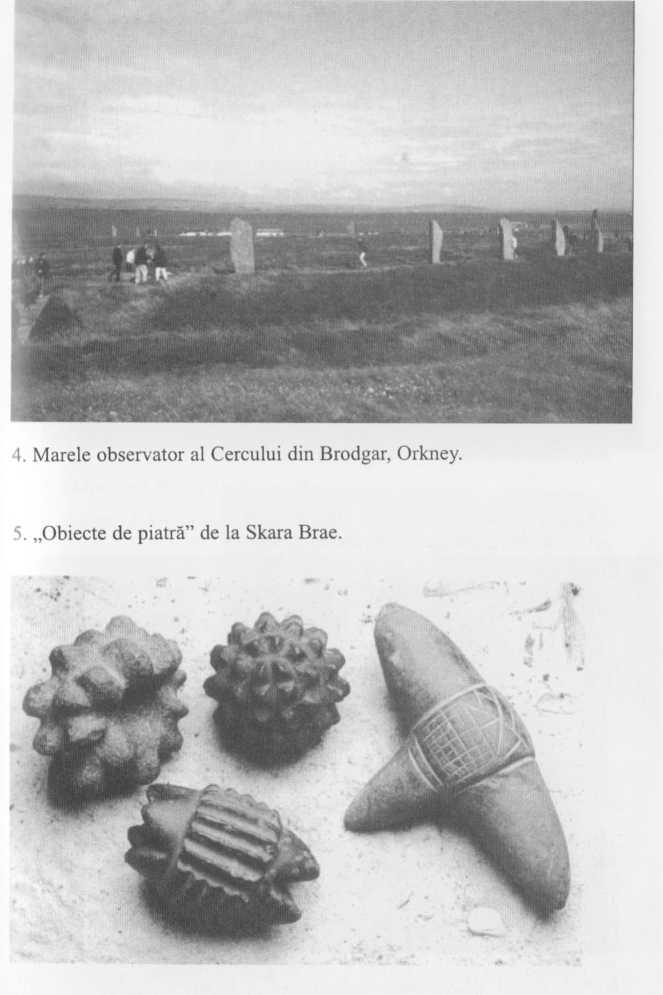 4. Marele observator al Cercului din Brodgar, Orkney.
5. „Obiecte de piatră” de la Skara Brae.